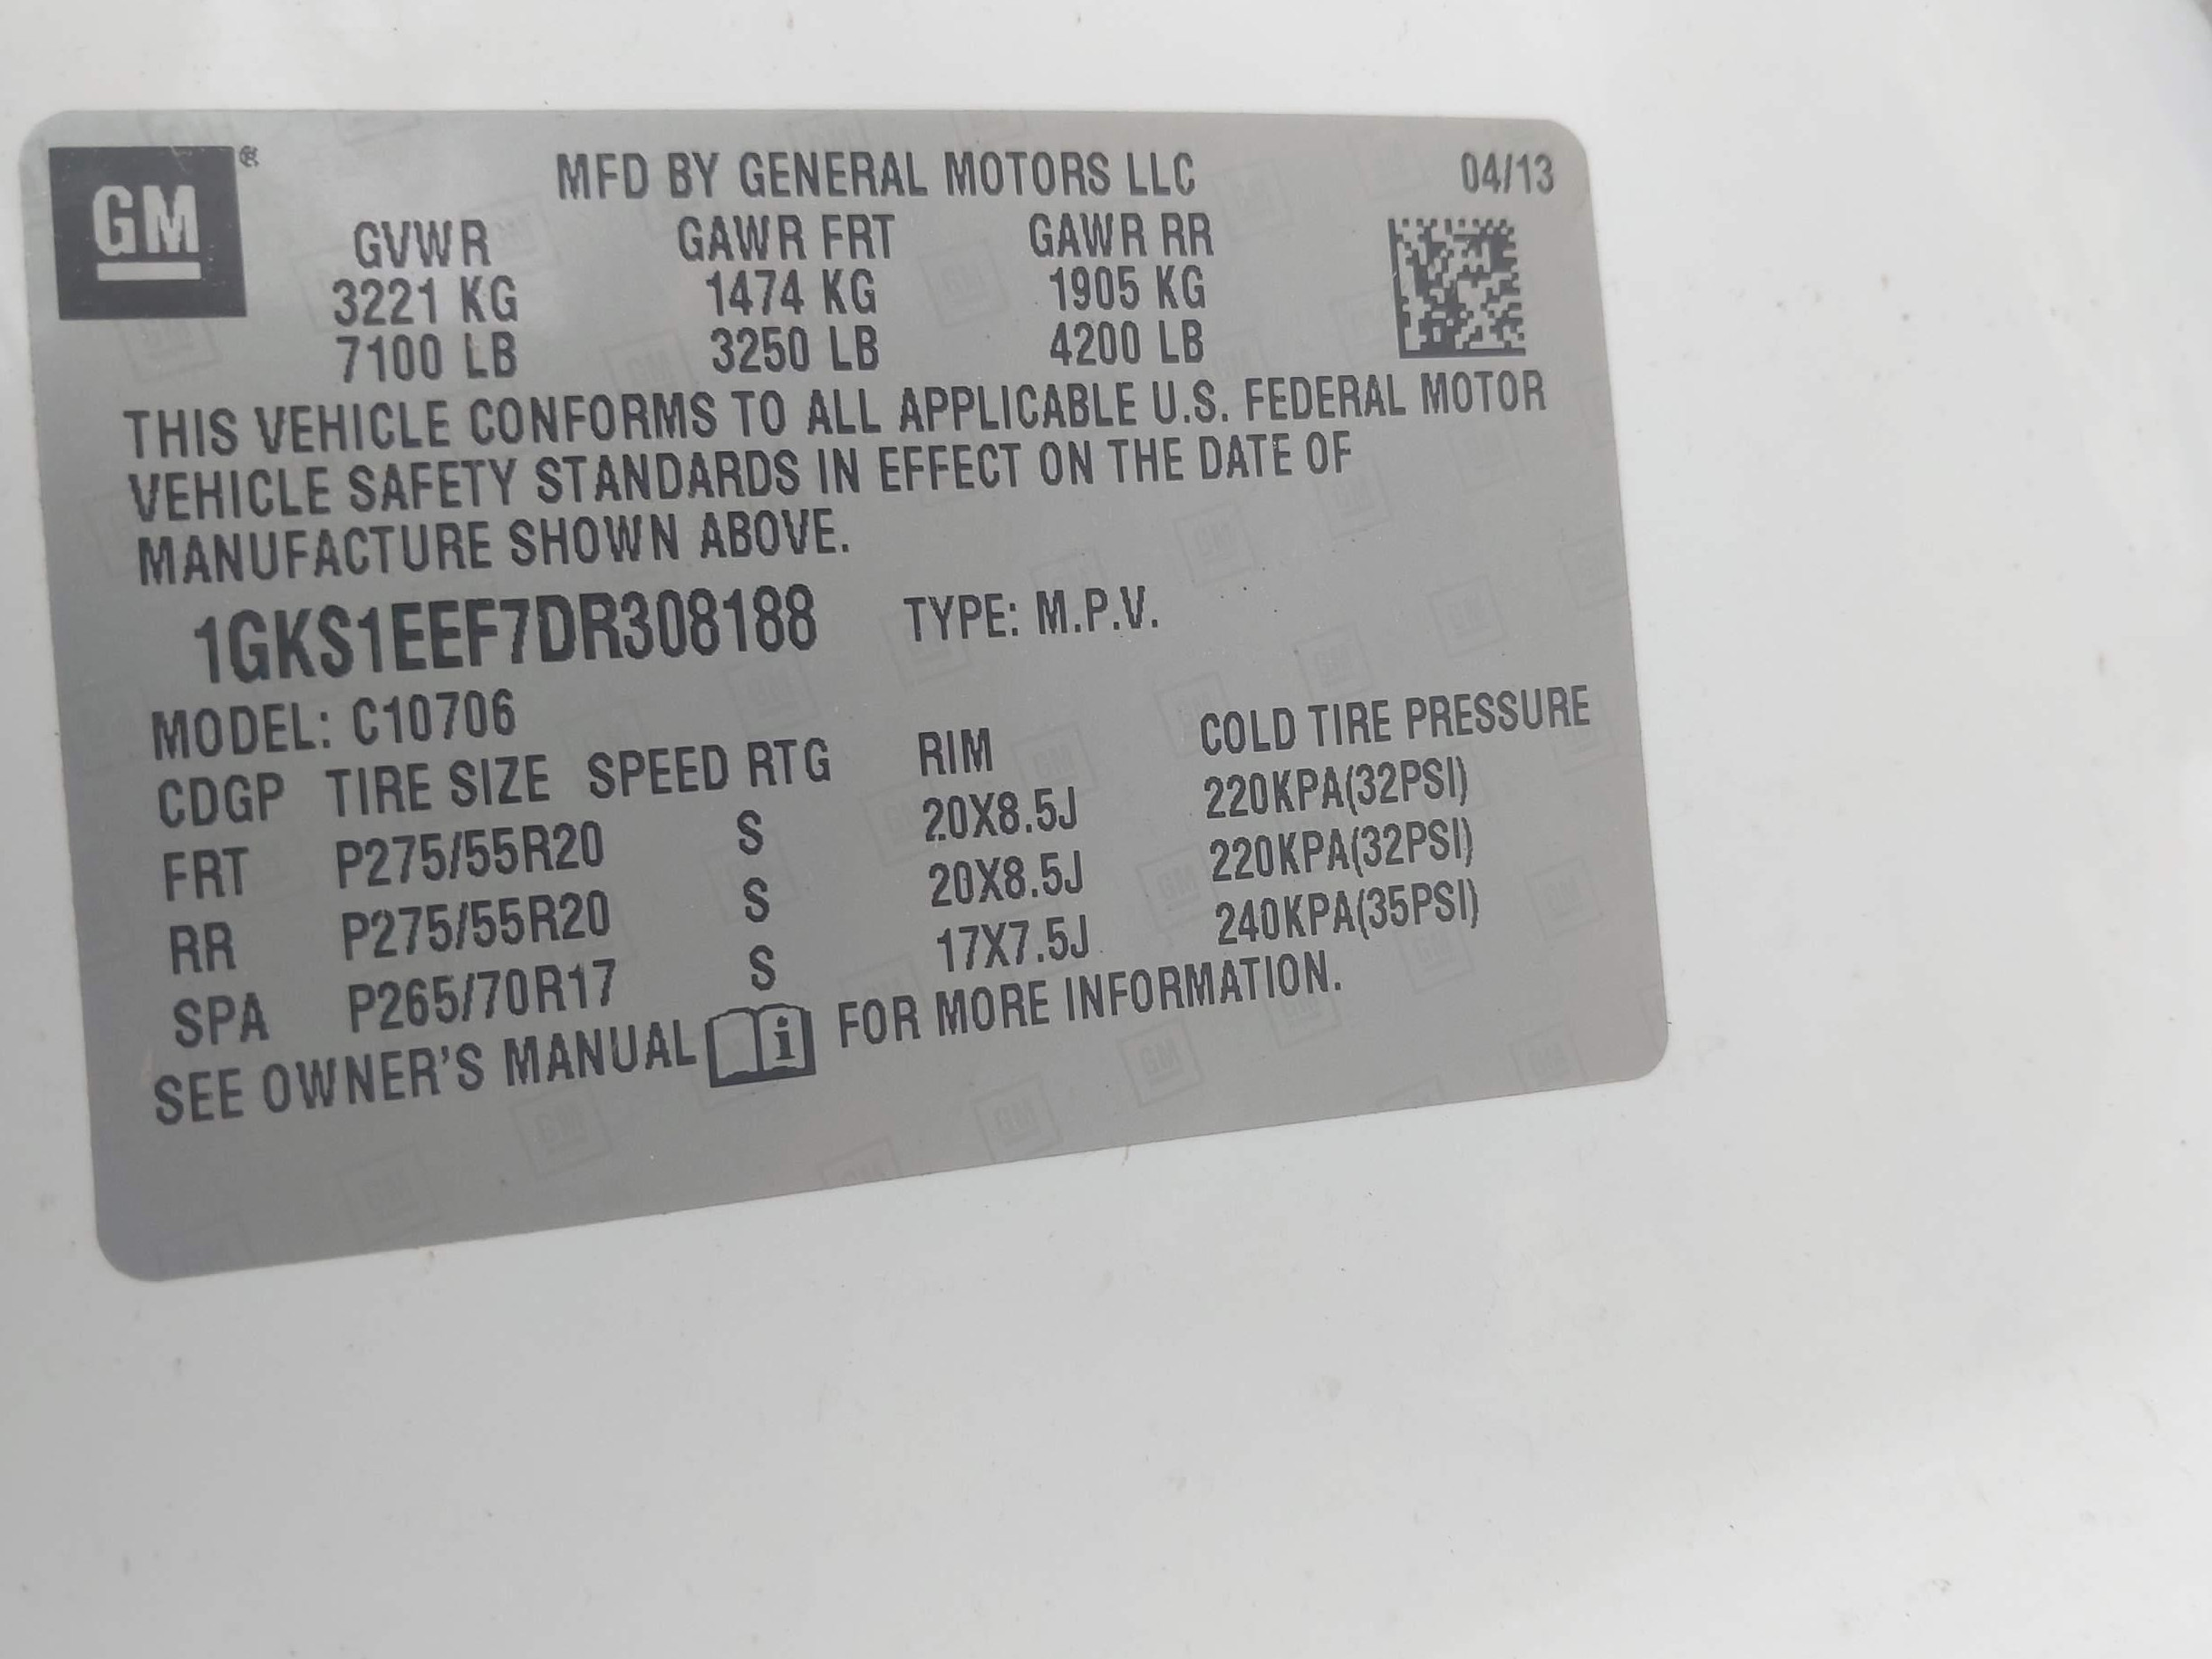 GM®
MFD BY GENERAL MOTORS LLC 04/13
GVWR GAWR FRT GAWR RR
3221 KG 1474 KG 1905 KG
7100 LB 3250 LB 4200 LB
THIS VEHICLE CONFORMS TO ALL APPLICABLE U.S. FEDERAL MOTOR
VEHICLE SAFETY STANDARDS IN EFFECT ON THE DATE OF
MANUFACTURE SHOWN ABOVE.
1GKS1EEF7DR308188 TYPE: M.P.V.
MODEL: C10706
CDGP TIRE SIZE SPEED RTG RIM COLD TIRE PRESSURE
FRT P275/55R20 S 20X8.5J 220KPA(32PSI)
RR P275/55R20 S 20X8.5J 220KPA(32PSI)
SPA P265/70R17 S 17X7.5J 240KPA(35PSI)
SEE OWNER'S MANUAL i FOR MORE INFORMATION.